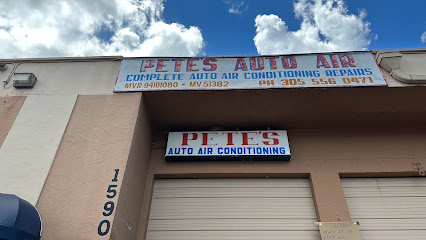 PETES AUTO AIR
COMPLETE AUTO AIR CONDITIONING REPAIRS
MVR 94101080 - MV 51382 PH 305 556 0471
PETE'S
AUTO AIR CONDITIONING
1590